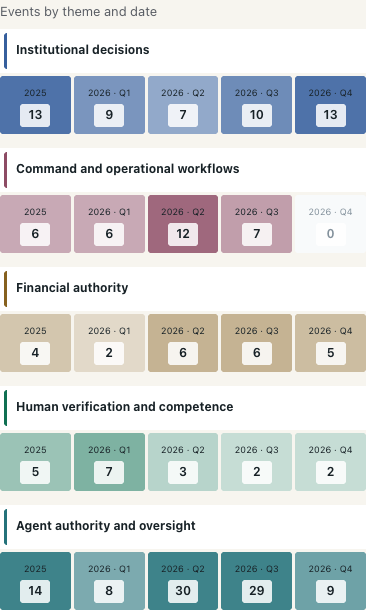 Events by theme and date
Institutional decisions
2025 2026 · Q1 2026 · Q2 2026 · Q3 2026 · Q4
13 9 7 10 13
Command and operational workflows
2025 2026 · Q1 2026 · Q2 2026 · Q3 2026 · Q4
6 6 12 7 0
Financial authority
2025 2026 · Q1 2026 · Q2 2026 · Q3 2026 · Q4
4 2 6 6 5
Human verification and competence
2025 2026 · Q1 2026 · Q2 2026 · Q3 2026 · Q4
5 7 3 2 2
Agent authority and oversight
2025 2026 · Q1 2026 · Q2 2026 · Q3 2026 · Q4
14 8 30 29 9